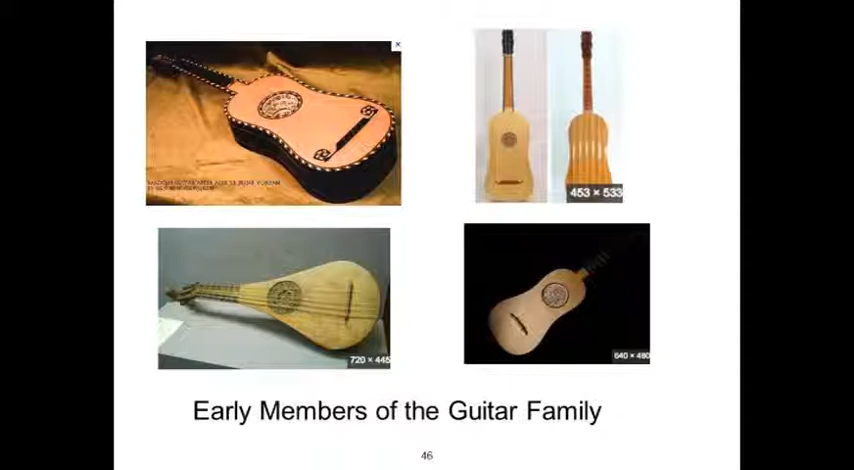 x
453 × 533
720 × 445
640 × 480
Early Members of the Guitar Family
46